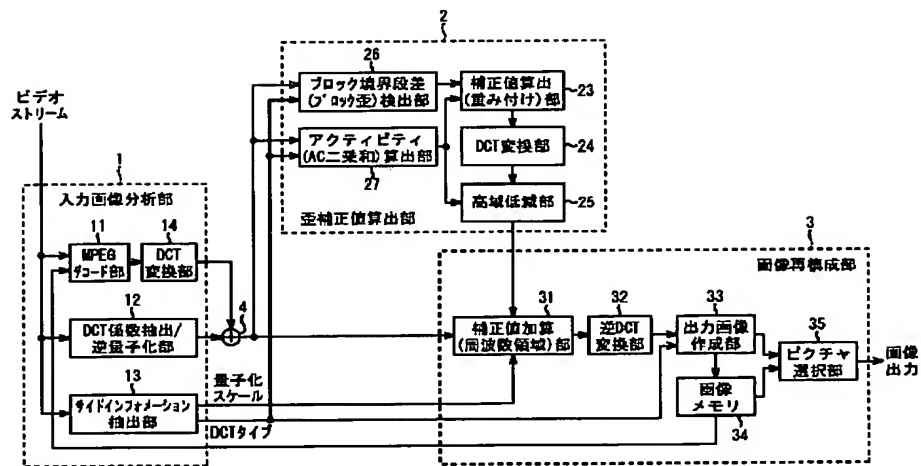 ビデオ
ストリーム
1
入力画像分析部
11
MPEG
デコード部
14
DCT
変換部
12
DCT係数抽出/
逆量子化部
13
サイドインフォメーション
抽出部
4
量子化
スケール
DCTタイプ
2
26
ブロック境界段差
(ブロック歪)検出部
補正値算出
(重み付け)部
23
アクティビティ
(AC二乗和)算出部
27
DCT変換部
24
高域低減部
25
歪補正値算出部
3
画像再構成部
31
補正値加算
(周波数領域)部
32
逆DCT
変換部
33
出力画像
作成部
画像
メモリ
34
35
ピクチャ
選択部
画像
出力